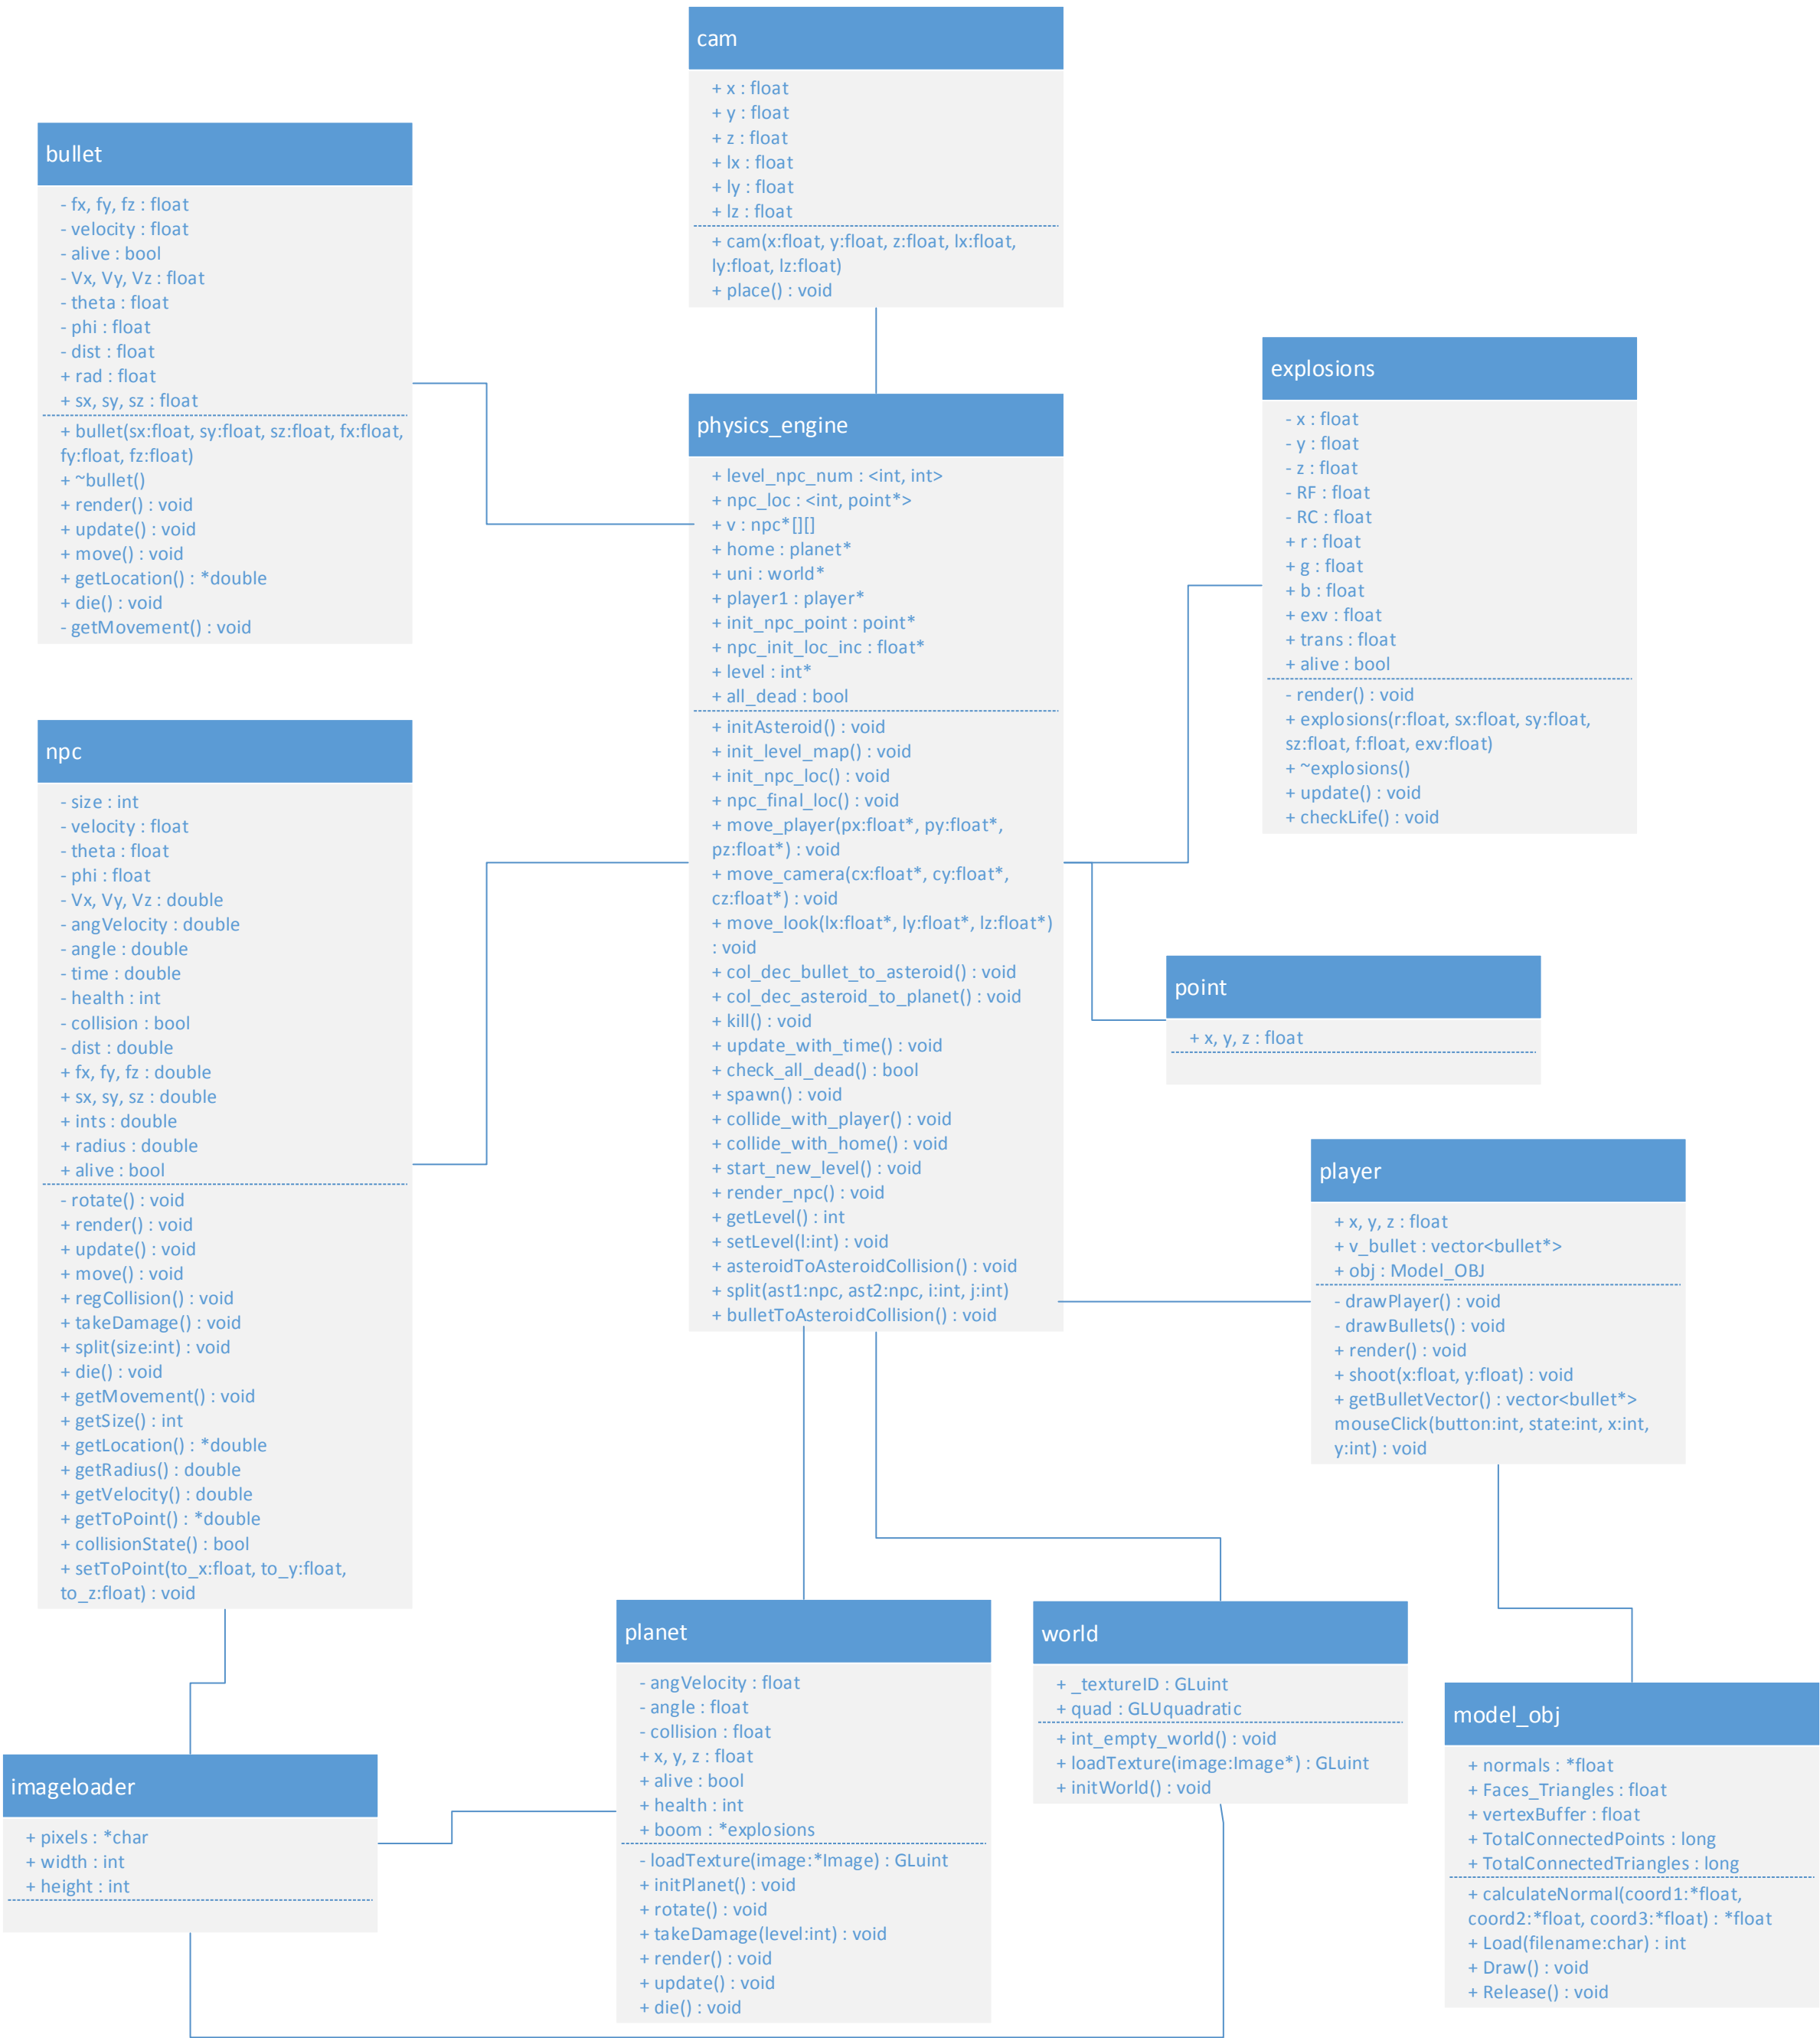 cam
+ x : float
+ y : float
+ z : float
+ lx : float
+ ly : float
+ lz : float
+ cam(x:float, y:float, z:float, lx:float,
ly:float, lz:float)
+ place() : void
bullet
- fx, fy, fz : float
- velocity : float
- alive : bool
- Vx, Vy, Vz : float
- theta : float
- phi : float
- dist : float
+ rad : float
+ sx, sy, sz : float
+ bullet(sx:float, sy:float, sz:float, fx:float,
fy:float, fz:float)
+ ~bullet()
+ render() : void
+ update() : void
+ move() : void
+ getLocation() : *double
+ die() : void
- getMovement() : void
explosions
- x : float
- y : float
- z : float
- RF : float
- RC : float
+ r : float
+ g : float
+ b : float
+ exv : float
+ trans : float
+ alive : bool
- render() : void
+ explosions(r:float, sx:float, sy:float,
sz:float, f:float, exv:float)
+ ~explosions()
+ update() : void
+ checkLife() : void
physics_engine
+ level_npc_num : <int, int>
+ npc_loc : <int, point*>
+ v : npc*[][]
+ home : planet*
+ uni : world*
+ player1 : player*
+ init_npc_point : point*
+ npc_init_loc_inc : float*
+ level : int*
+ all_dead : bool
+ initAsteroid() : void
+ init_level_map() : void
+ init_npc_loc() : void
+ npc_final_loc() : void
+ move_player(px:float*, py:float*,
pz:float*) : void
+ move_camera(cx:float*, cy:float*,
cz:float*) : void
+ move_look(lx:float*, ly:float*, lz:float*)
: void
+ col_dec_bullet_to_asteroid() : void
+ col_dec_asteroid_to_planet() : void
+ kill() : void
+ update_with_time() : void
+ check_all_dead() : bool
+ spawn() : void
+ collide_with_player() : void
+ collide_with_home() : void
+ start_new_level() : void
+ render_npc() : void
+ getLevel() : int
+ setLevel(l:int) : void
+ asteroidToAsteroidCollision() : void
+ split(ast1:npc, ast2:npc, i:int, j:int)
+ bulletToAsteroidCollision() : void
npc
- size : int
- velocity : float
- theta : float
- phi : float
- Vx, Vy, Vz : double
- angVelocity : double
- angle : double
- time : double
- health : int
- collision : bool
- dist : double
+ fx, fy, fz : double
+ sx, sy, sz : double
+ ints : double
+ radius : double
+ alive : bool
- rotate() : void
+ render() : void
+ update() : void
+ move() : void
+ regCollision() : void
+ takeDamage() : void
+ split(size:int) : void
+ die() : void
+ getMovement() : void
+ getSize() : int
+ getLocation() : *double
+ getRadius() : double
+ getVelocity() : double
+ getToPoint() : *double
+ collisionState() : bool
+ setToPoint(to_x:float, to_y:float,
to_z:float) : void
point
+ x, y, z : float
player
+ x, y, z : float
+ v_bullet : vector<bullet*>
+ obj : Model_OBJ
- drawPlayer() : void
- drawBullets() : void
+ render() : void
+ shoot(x:float, y:float) : void
+ getBulletVector() : vector<bullet*>
mouseClick(button:int, state:int, x:int,
y:int) : void
planet
- angVelocity : float
- angle : float
- collision : float
+ x, y, z : float
+ alive : bool
+ health : int
+ boom : *explosions
- loadTexture(image:*Image) : GLuint
+ initPlanet() : void
+ rotate() : void
+ takeDamage(level:int) : void
+ render() : void
+ update() : void
+ die() : void
world
+ _textureID : GLuint
+ quad : GLUquadratic
+ int_empty_world() : void
+ loadTexture(image:Image*) : GLuint
+ initWorld() : void
model_obj
+ normals : *float
+ Faces_Triangles : float
+ vertexBuffer : float
+ TotalConnectedPoints : long
+ TotalConnectedTriangles : long
+ calculateNormal(coord1:*float,
coord2:*float, coord3:*float) : *float
+ Load(filename:char) : int
+ Draw() : void
+ Release() : void
imageloader
+ pixels : *char
+ width : int
+ height : int